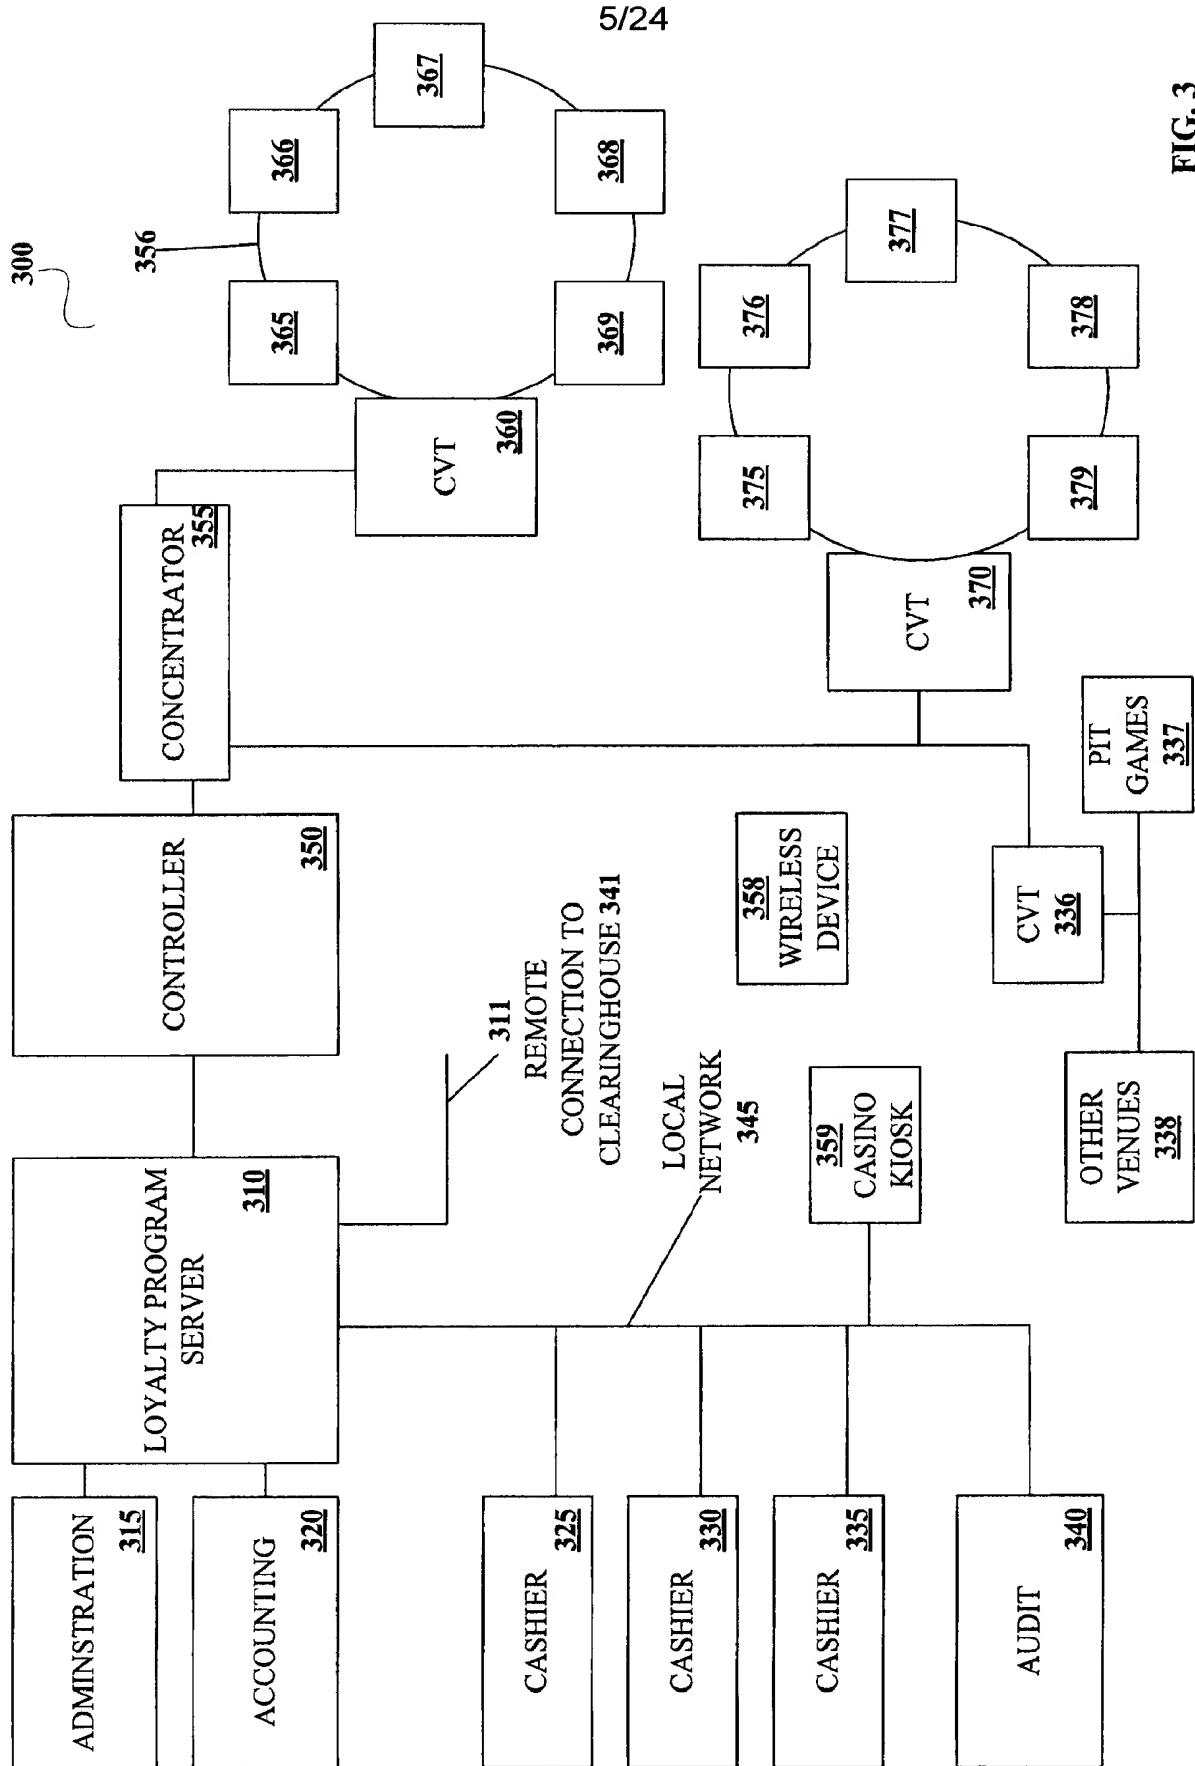 5/24
300
ADMINSTRATION
315
ACCOUNTING
320
LOYALTY PROGRAM
SERVER
310
CONTROLLER
350
CONCENTRATOR
355
356
CVT
360
365
366
367
368
369
311
REMOTE
CONNECTION TO
CLEARINGHOUSE 341
LOCAL
NETWORK
345
CASHIER
325
CASHIER
330
CASHIER
335
AUDIT
340
359
CASINO
KIOSK
358
WIRELESS
DEVICE
CVT
370
375
376
377
378
379
CVT
336
PIT
GAMES
337
OTHER
VENUES
338
FIG. 3